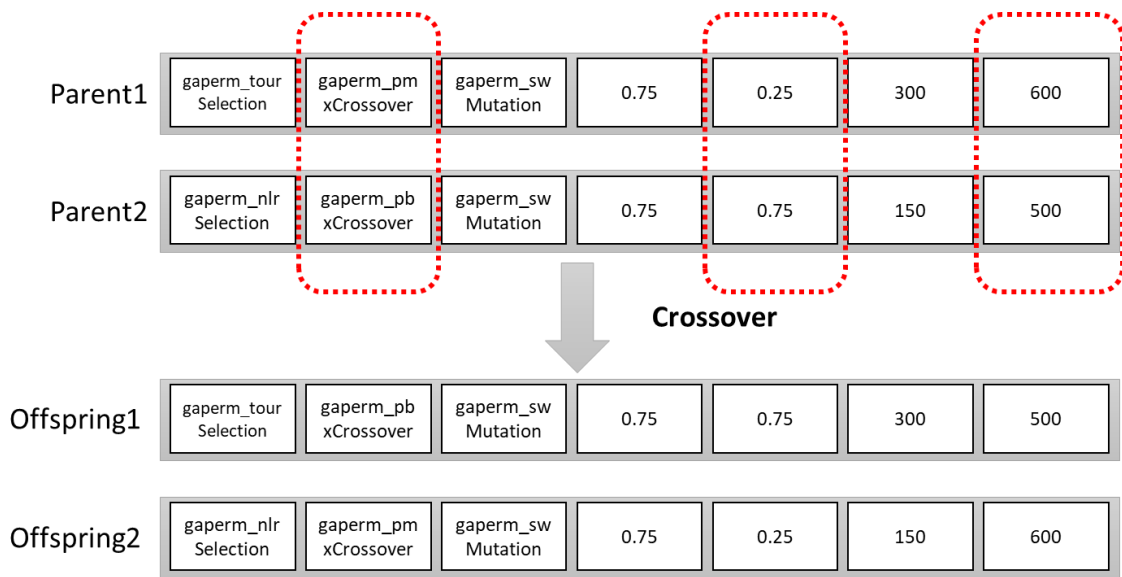 Parent1
gaperm_tour
Selection
gaperm_pm
xCrossover
gaperm_sw
Mutation
0.75
0.25
300
600
Parent2
gaperm_nlr
Selection
gaperm_pb
xCrossover
gaperm_sw
Mutation
0.75
0.75
150
500
Crossover
Offspring1
gaperm_tour
Selection
gaperm_pb
xCrossover
gaperm_sw
Mutation
0.75
0.75
300
500
Offspring2
gaperm_nlr
Selection
gaperm_pm
xCrossover
gaperm_sw
Mutation
0.75
0.25
150
600